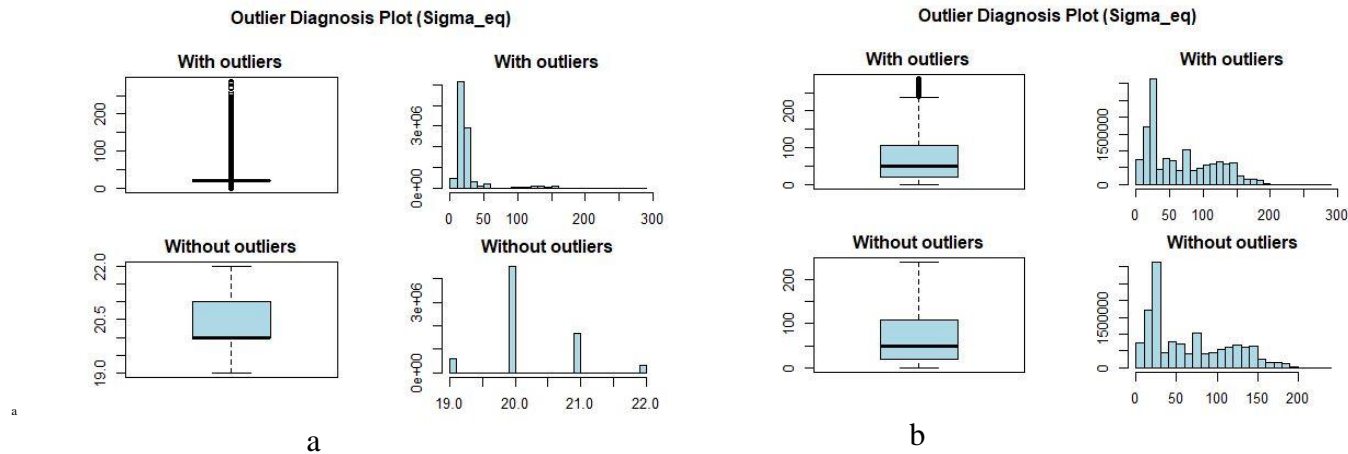 Outlier Diagnosis Plot (Sigma_eq)
With outliers
0 100 200
With outliers
0e+00 3e+06
0 50 100 200 300
Without outliers
19.0 20.5 22.0
Without outliers
0e+00 3e+06
19.0 20.0 21.0 22.0
a
a
Outlier Diagnosis Plot (Sigma_eq)
With outliers
0 100 200
With outliers
0 1500000
0 50 100 200 300
Without outliers
0 100 200
Without outliers
0 1500000
0 50 100 150 200
b